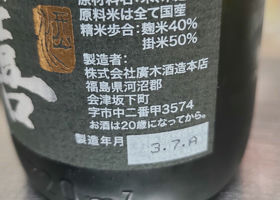 原料米は全て国産
精米歩合：麹米40%
掛米50%
製造者：
株式会社廣木酒造本店
福島県河沼郡
会津坂下町
字市中二番甲3574
お酒は20歳になってから。
製造年月 3.7.A